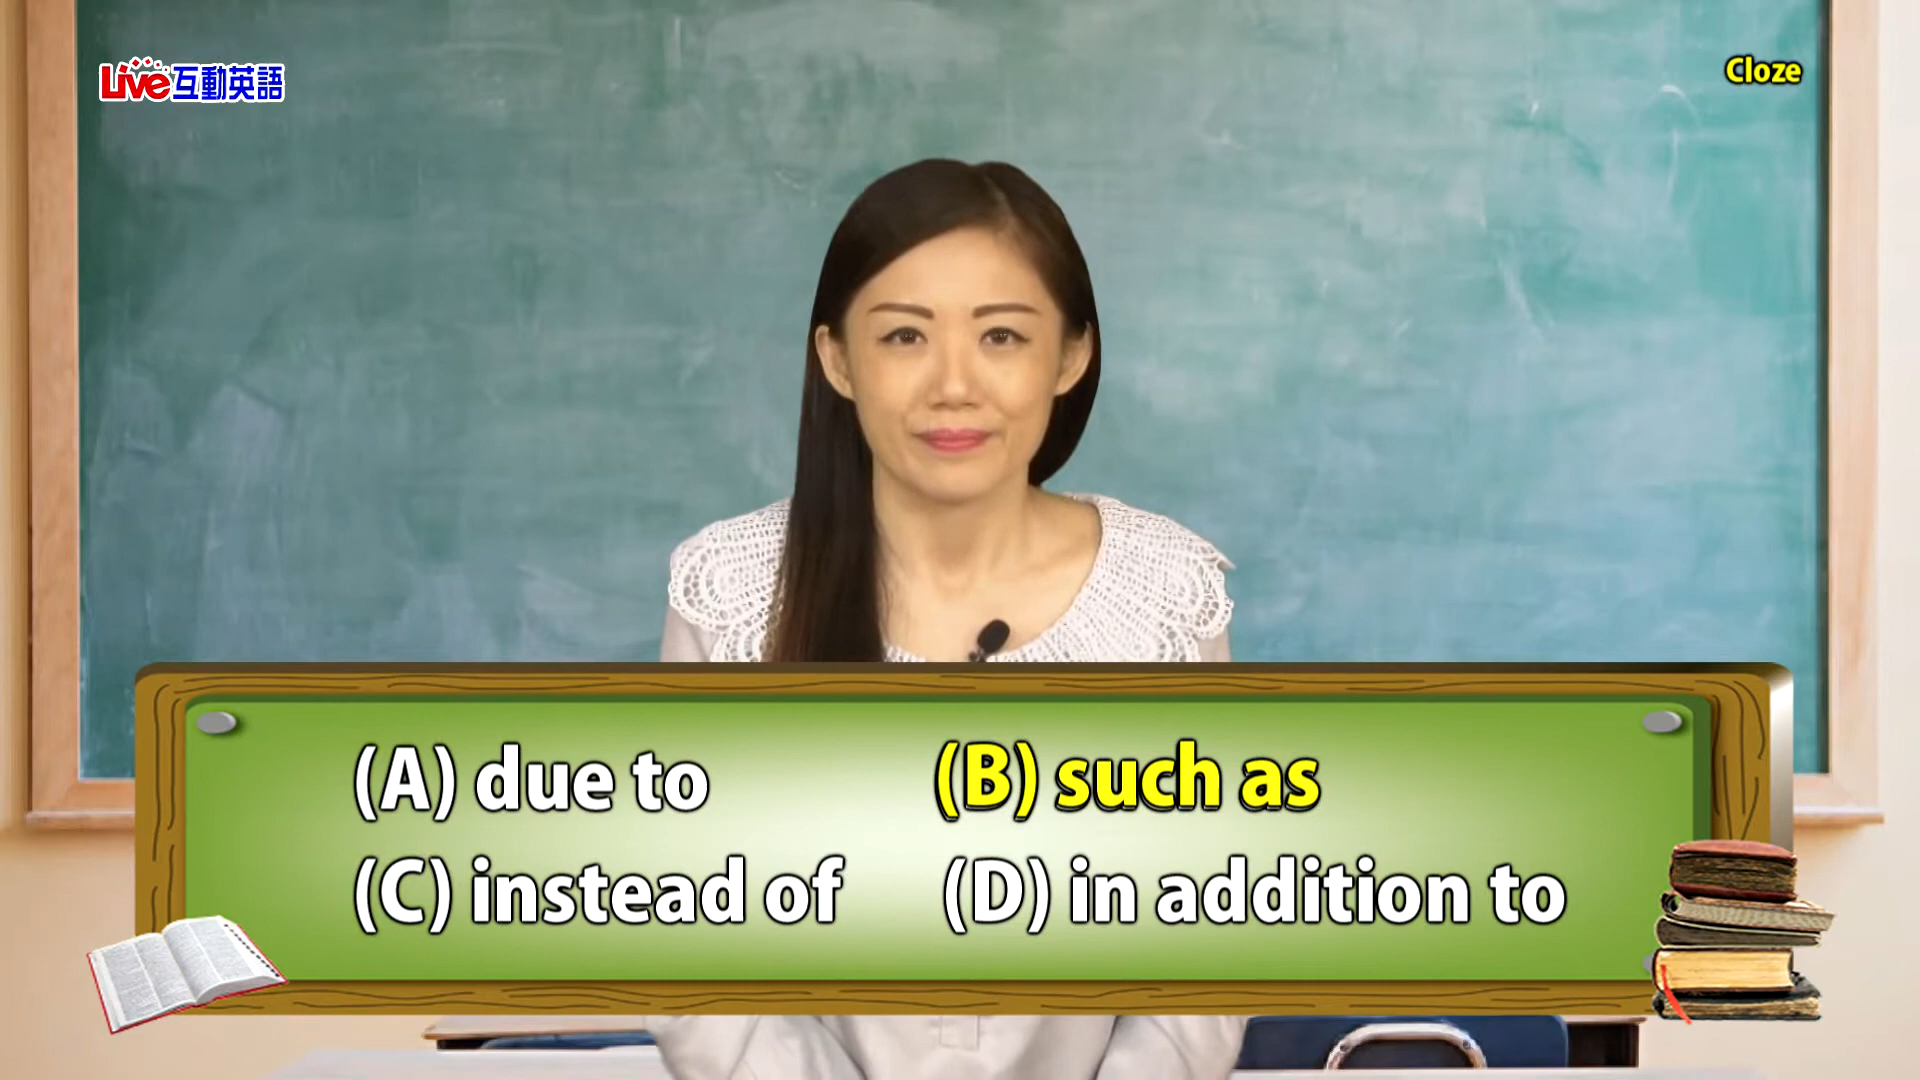 Live互動英語
Cloze
(A) due to
(B) such as
(C) instead of
(D) in addition to